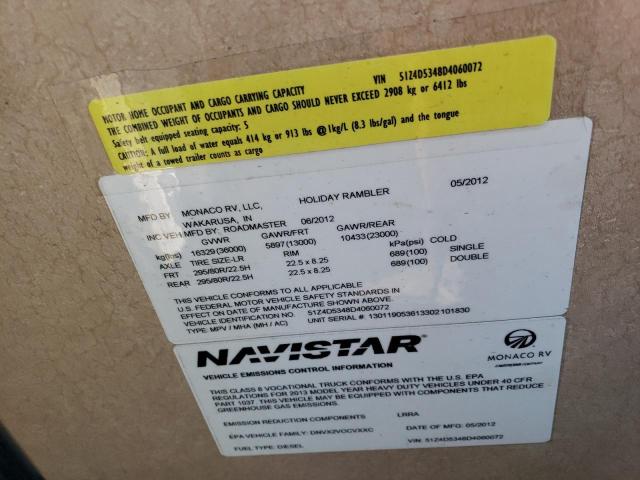 MOTOR HOME OCCUPANT AND CARGO CARRYING CAPACITY VIN 51Z4D5348D4060072
THE COMBINED WEIGHT OF OCCUPANTS AND CARGO SHOULD NEVER EXCEED 2908 kg or 6412 lbs
Safety belt equipped seating capacity: 5
CAUTION: A full load of water equals 414 kg or 913 lbs @ 1kg/L (8.3 lbs/gal) and the tongue
weight of a towed trailer counts as cargo
MFD BY MONACO RV, LLC, HOLIDAY RAMBLER 05/2012
WAKARUSA, IN
INC VEH MFD BY: ROADMASTER 06/2012
GVWR GAWR/FRT GAWR/REAR
kg(lbs) 16329(36000) 5897(13000) 10433(23000)
AXLE TIRE SIZE-LR RIM kPa(psi) COLD
FRT 295/80R/22.5H 22.5 x 8.25 689(100) SINGLE
REAR 295/80R/22.5H 22.5 x 8.25 689(100) DOUBLE
THIS VEHICLE CONFORMS TO ALL APPLICABLE
U.S. FEDERAL MOTOR VEHICLE SAFETY STANDARDS IN
EFFECT ON DATE OF MANUFACTURE SHOWN ABOVE.
VEHICLE IDENTIFICATION NO. 51Z4D5348D4060072
TYPE: MPV / MHA (MH / AC) UNIT SERIAL # 130119053613302101830
NAVISTAR
MONACO RV
VEHICLE EMISSIONS CONTROL INFORMATION
THIS CLASS 8 VOCATIONAL TRUCK CONFORMS WITH THE U.S. EPA
REGULATIONS FOR 2013 MODEL YEAR HEAVY DUTY VEHICLES UNDER 40 CFR
PART 1037. THIS VEHICLE MAY BE EQUIPPED WITH COMPONENTS THAT REDUCE
GREENHOUSE GAS EMISSIONS.
EMISSION REDUCTION COMPONENTS LRRA
EPA VEHICLE FAMILY: DNVX2VOCVXXC DATE OF MFG: 05/2012
FUEL TYPE: DIESEL VIN: 51Z4D5348D4060072